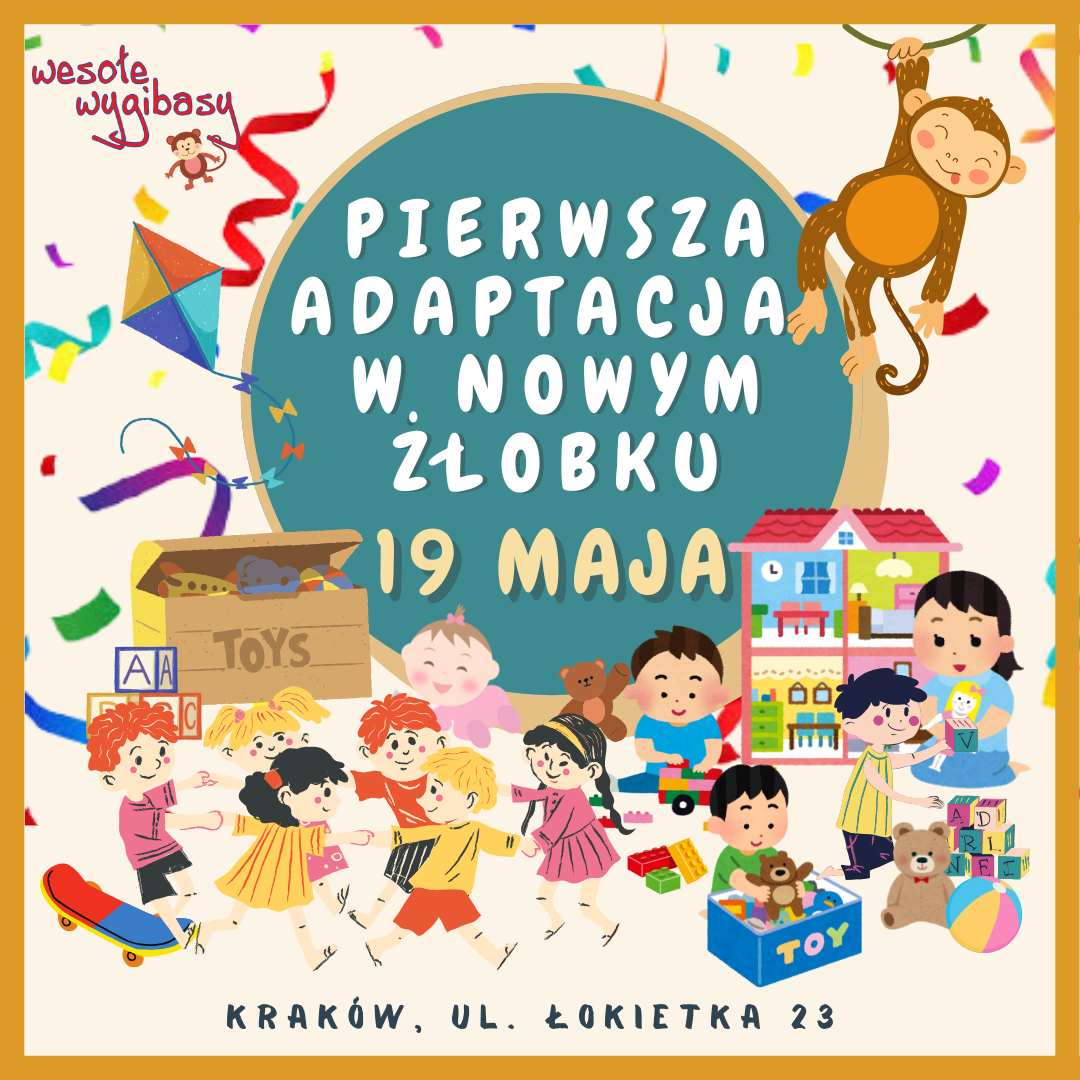 wesołe
wygibasy
PIERWSZA
ADAPTACJA
W NOWYM
ŻŁOBKU
19 MAJA
TOYS
A A
C
V
A D
R L
N E I
TOY
KRAKÓW, UL. ŁOKIETKA 23